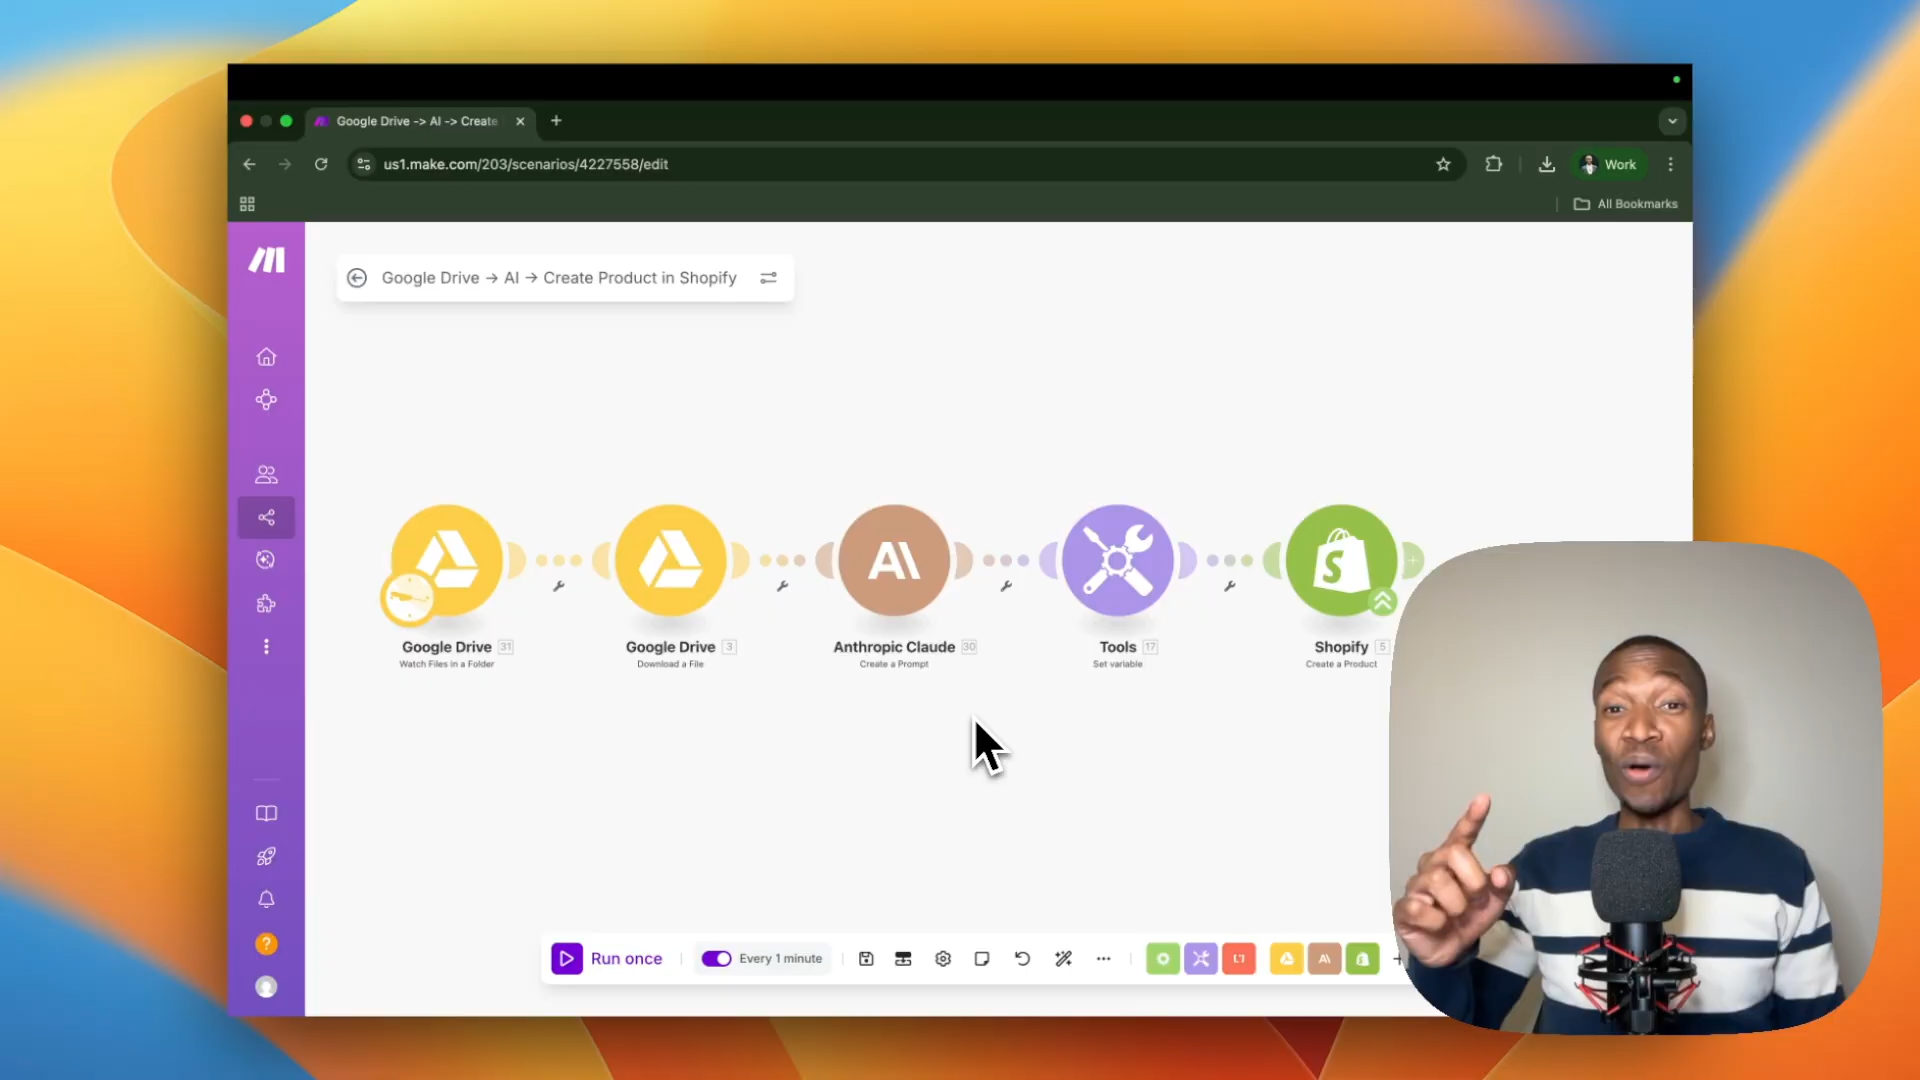 Google Drive -> AI -> Create
us1.make.com/203/scenarios/4227558/edit
Work
All Bookmarks
Google Drive → AI → Create Product in Shopify
Google Drive 31
Watch Files in a Folder
Google Drive 3
Download a File
Anthropic Claude 30
Create a Prompt
Tools 17
Set variable
Shopify 5
Create a Product
Run once
Every 1 minute